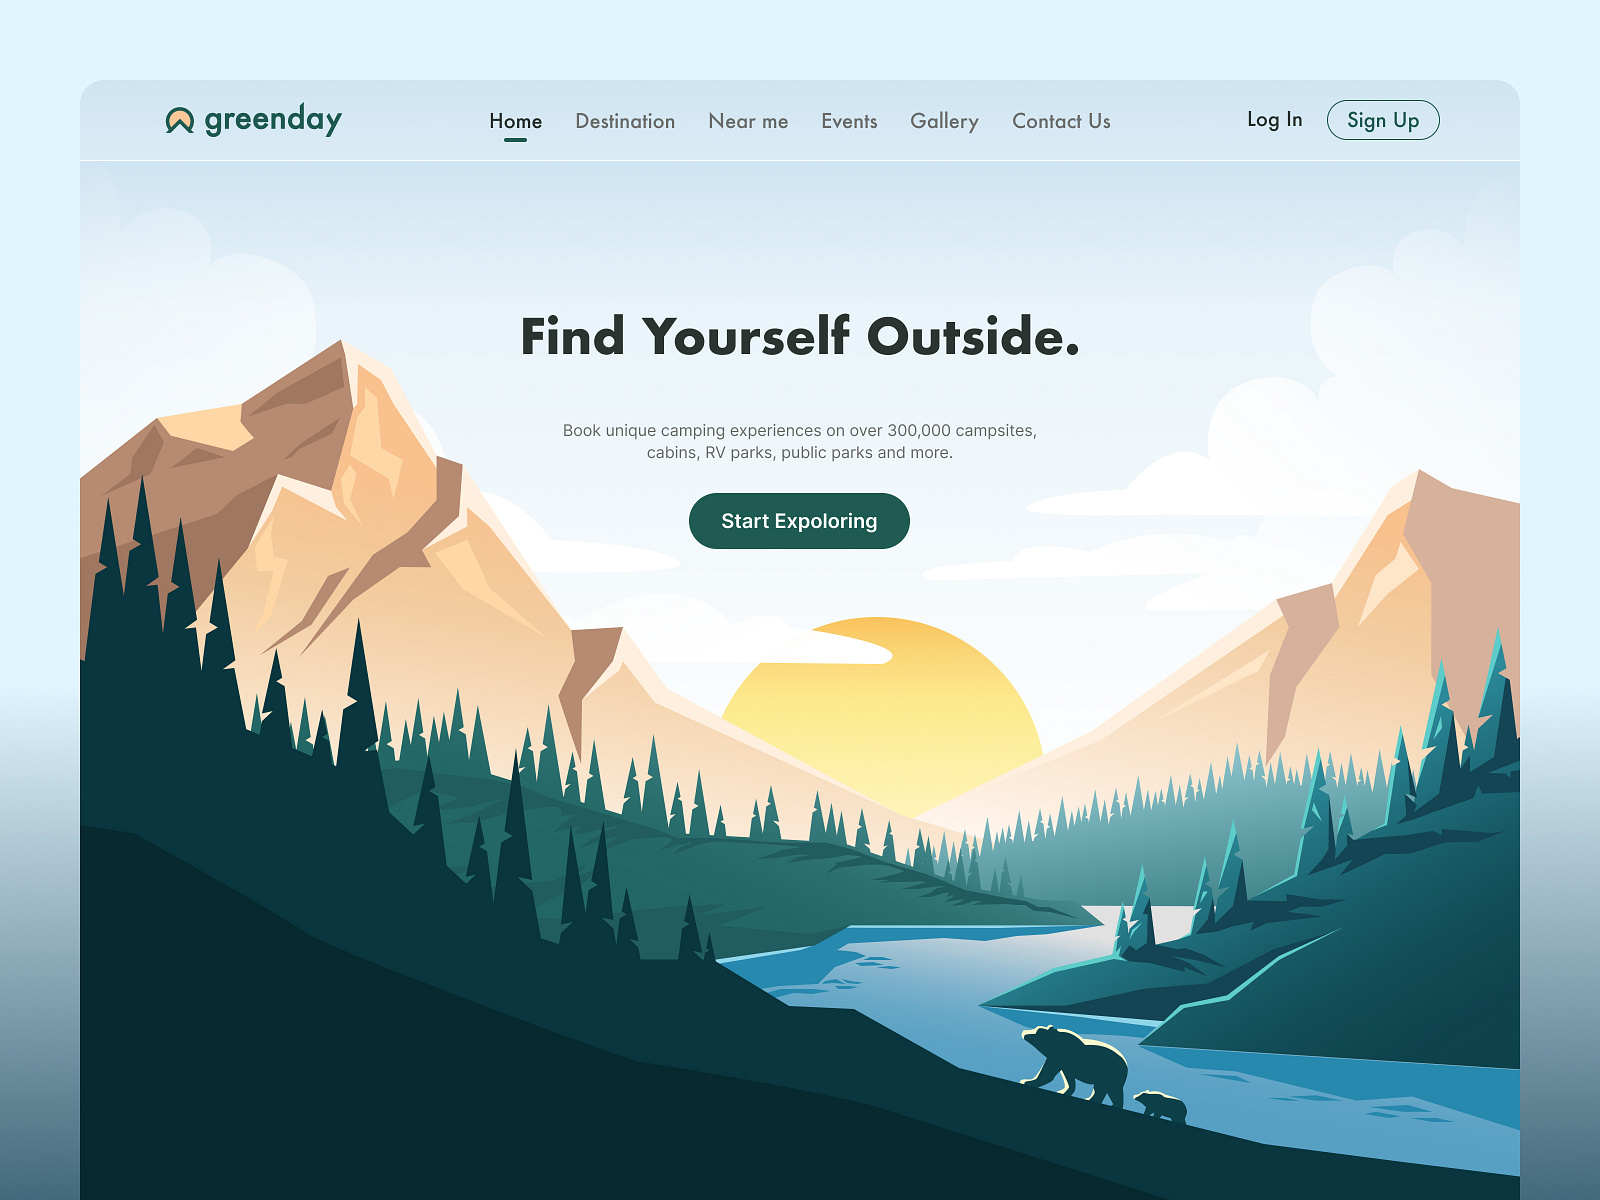 greenday
Home Destination Near me Events Gallery Contact Us
Log In Sign Up
Find Yourself Outside.
Book unique camping experiences on over 300,000 campsites,
cabins, RV parks, public parks and more.
Start Expoloring